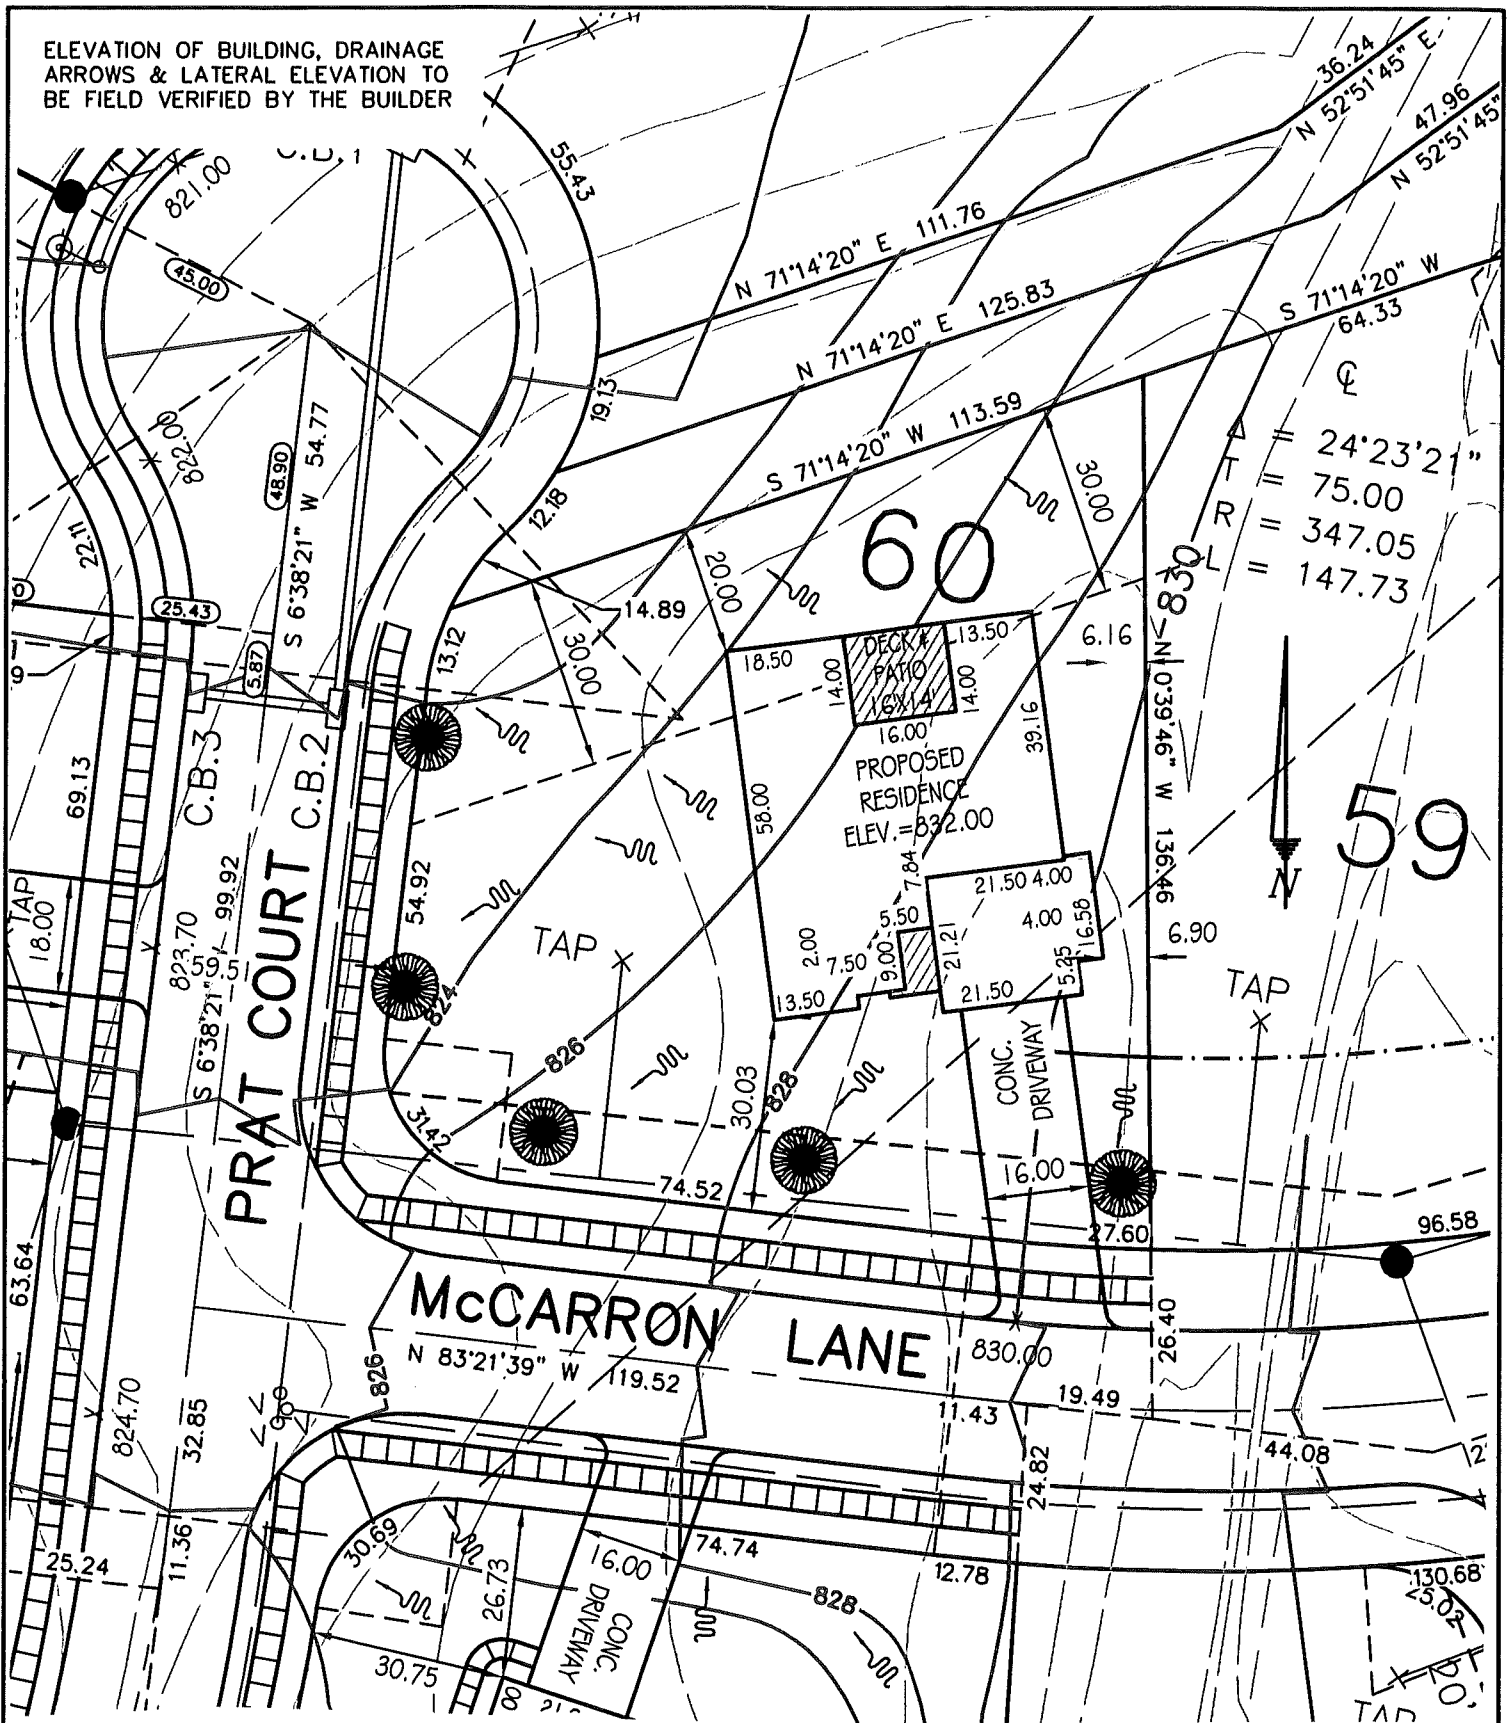 ELEVATION OF BUILDING, DRAINAGE
ARROWS & LATERAL ELEVATION TO
BE FIELD VERIFIED BY THE BUILDER
C.B.1
821.00
55.43
36.24
N 52°51'45" E
47.96
N 52°51'45"
N 71°14'20" E 111.76
N 71°14'20" E 125.83
S 71°14'20" W
64.33
S 71°14'20" W 113.59
45.00
19.13
822.00
48.90
S 6°38'21" W 54.77
12.18
22.11
℄
Δ = 24°23'21"
T = 75.00
R = 347.05
L = 147.73
30.00
60
20.00
830
25.43
14.89
13.12
30.00
5.87
6.16
N 0°39'46" W 136.46
18.50
DECK &
PATIO
16X14'
13.50
14.00
14.00
16.00
39.16
PROPOSED
RESIDENCE
ELEV.=832.00
58.00
69.13
C.B.3
C.B.2
59
N
7.84
21.50
4.00
5.50
4.00
16.58
6.90
54.92
TAP
18.00
823.70
99.92
59.51
S 6°38'21"
PRAT COURT
TAP
2.00
7.50
9.00
21.21
5.25
13.50
21.50
TAP
824
826
828
30.03
CONC.
DRIVEWAY
31.42
16.00
74.52
27.60
96.58
63.64
McCARRON LANE
N 83°21'39" W 119.52
830.00
26.40
826
19.49
11.43
824.70
32.85
44.08
24.82
11.36
25.24
30.69
26.73
16.00
CONC.
DRIVEWAY
74.74
12.78
828
130.68
25.02
30.75
20'
TAP